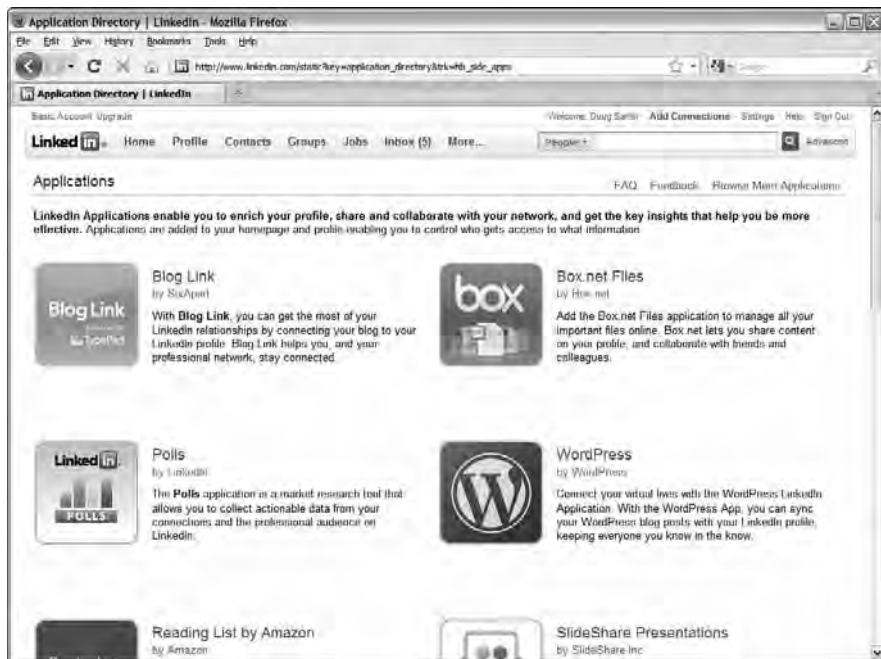 Application Directory | LinkedIn - Mozilla Firefox
File Edit View History Bookmarks Tools Help
http://www.linkedin.com/static?key=application_directory&trk=hb_side_apps
Application Directory | LinkedIn
Basic Account Upgrade
Welcome, Doug Add Connections Settings Help Sign Out
Linked in Home Profile Contacts Groups Jobs Inbox (5) More... People Advanced
Applications
FAQ Feedback Browse More Applications
LinkedIn Applications enable you to enrich your profile, share and collaborate with your network, and get the key insights that help you be more
effective. Applications are added to your homepage and profile enabling you to control who gets access to what information
Blog Link
by SixApart
With Blog Link, you can get the most of your
LinkedIn relationships by connecting your blog to your
LinkedIn profile. Blog Link helps you, and your
professional network, stay connected.
Blog Link
TypePad
Box.net Files
by Box.net
Add the Box.net Files application to manage all your
important files online. Box.net lets you share content
on your profile, and collaborate with friends and
colleagues.
box
Polls
by LinkedIn
The Polls application is a market research tool that
allows you to collect actionable data from your
connections and the professional audience on
LinkedIn.
Linked in
POLLS
WordPress
by WordPress
Connect your virtual lives with the WordPress LinkedIn
Application. With the WordPress App, you can sync
your WordPress blog posts with your LinkedIn profile,
keeping everyone you know in the know.
W
Reading List by Amazon
by Amazon
SlideShare Presentations
by SlideShare Inc